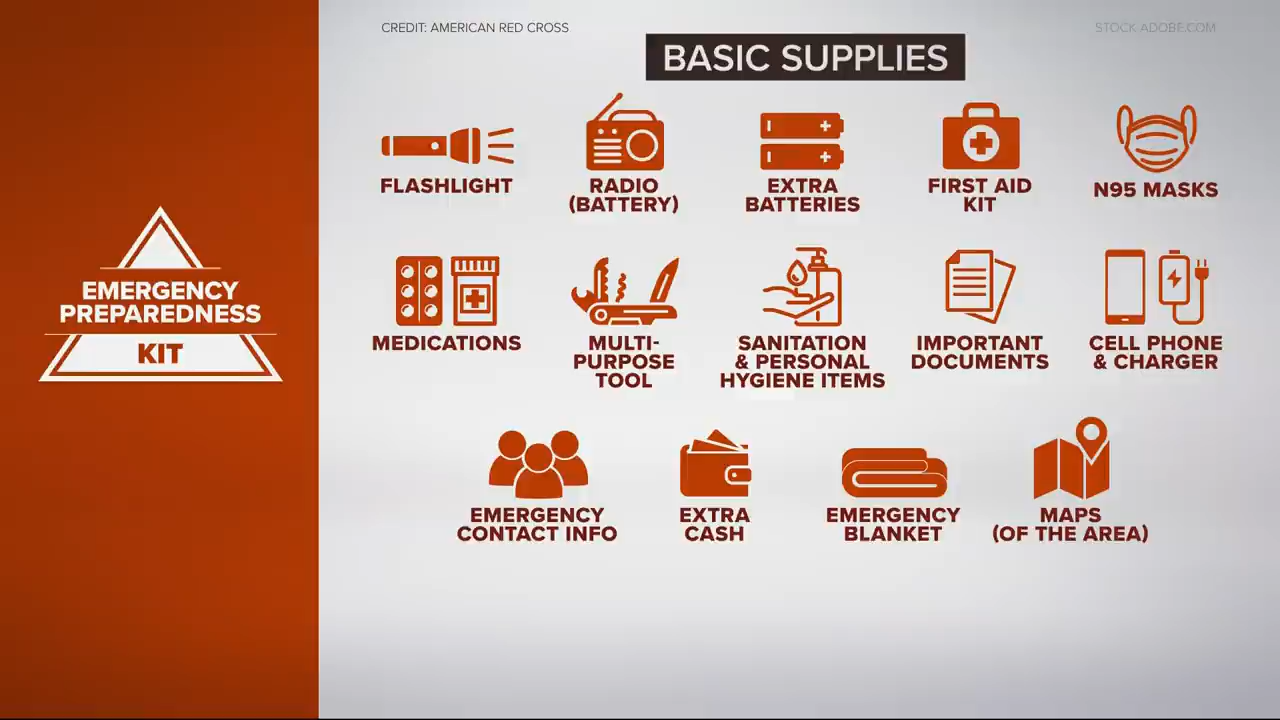 CREDIT: AMERICAN RED CROSS
STOCK.ADOBE.COM
BASIC SUPPLIES
EMERGENCY
PREPAREDNESS
KIT
FLASHLIGHT
RADIO
(BATTERY)
EXTRA
BATTERIES
FIRST AID
KIT
N95 MASKS
MEDICATIONS
MULTI-
PURPOSE
TOOL
SANITATION
& PERSONAL
HYGIENE ITEMS
IMPORTANT
DOCUMENTS
CELL PHONE
& CHARGER
EMERGENCY
CONTACT INFO
EXTRA
CASH
EMERGENCY
BLANKET
MAPS
(OF THE AREA)